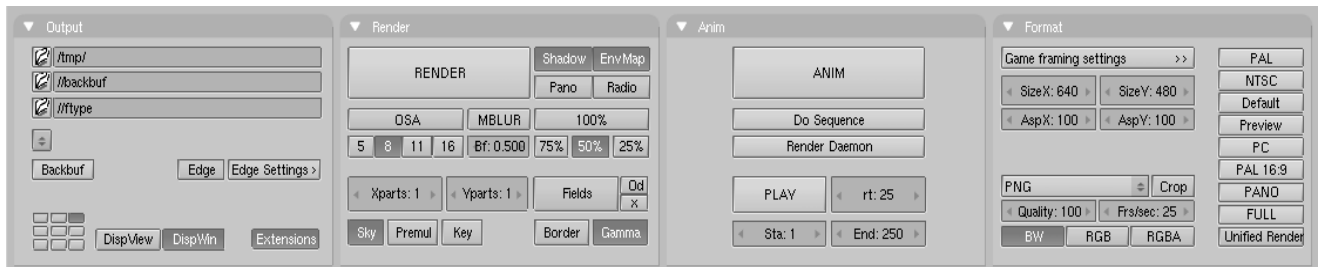 Output
/tmp/
//backbuf
//ftype
Backbuf
Edge
Edge Settings
DispView
DispWin
Extensions
Render
RENDER
Shadow
EnvMap
Pano
Radio
OSA
MBLUR
100%
5
8
11
16
Bf: 0.500
75%
50%
25%
Xparts: 1
Yparts: 1
Fields
Od
X
Sky
Premul
Key
Border
Gamma
Anim
ANIM
Do Sequence
Render Daemon
PLAY
rt: 25
Sta: 1
End: 250
Format
Game framing settings >>
SizeX: 640
SizeY: 480
AspX: 100
AspY: 100
PNG
Crop
Quality: 100
Frs/sec: 25
BW
RGB
RGBA
PAL
NTSC
Default
Preview
PC
PAL 16:9
PANO
FULL
Unified Render